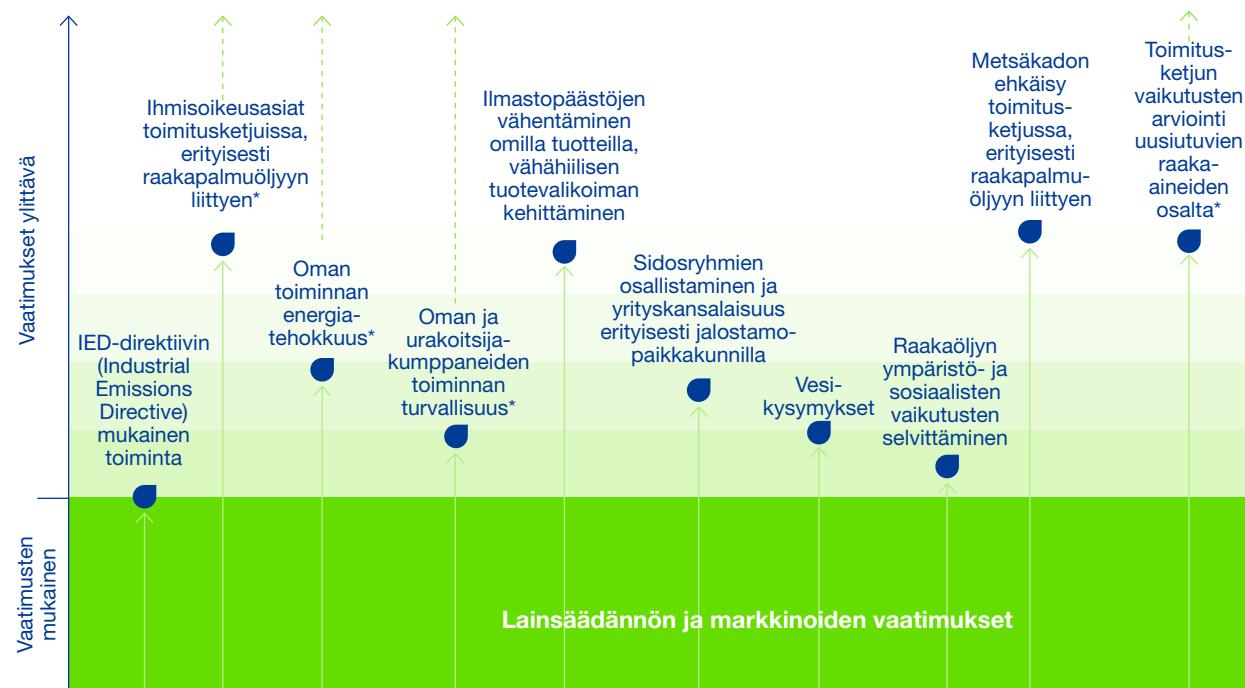 Vaatimukset ylittävä
Vaatimusten
mukainen
IED-direktiivin
(Industrial
Emissions
Directive)
mukainen
toiminta
Ihmisoikeusasiat
toimitusketjuissa,
erityisesti
raakapalmuöljyyn
liittyen*
Oman
toiminnan
energia-
tehokkuus*
Oman ja
urakoitsija-
kumppaneiden
toiminnan
turvallisuus*
Ilmastopäästöjen
vähentäminen
omilla tuotteilla,
vähähiilisen
tuotevalikoiman
kehittäminen
Sidosryhmien
osallistaminen ja
yrityskansalaisuus
erityisesti jalostamo-
paikkakunnilla
Vesi-
kysymykset
Raakaöljyn
ympäristö- ja
sosiaalisten
vaikutusten
selvittäminen
Metsäkadon
ehkäisy
toimitus-
ketjussa,
erityisesti
raakapalmu-
öljyyn liittyen
Toimitus-
ketjun
vaikutusten
arviointi
uusiutuvien
raaka-
aineiden
osalta*
Lainsäädännön ja markkinoiden vaatimukset